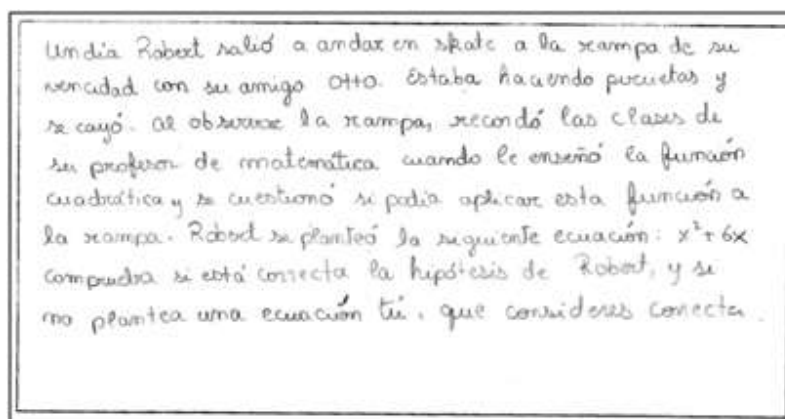 Un día Robert salió a andar en skate a la rampa de su
vencidad con su amigo Otto. Estaba haciendo piruetas y
se cayó. al observar la rampa, recordó las clases de
su profesor de matemática cuando le enseñó la función
cuadrática y se cuestionó si podía aplicar esta función a
la rampa. Robert se planteó la siguiente ecuación: x²+6x
comprueba si está correcta la hipótesis de Robert, y si
no plantea una ecuación tú, que consideres correcta.